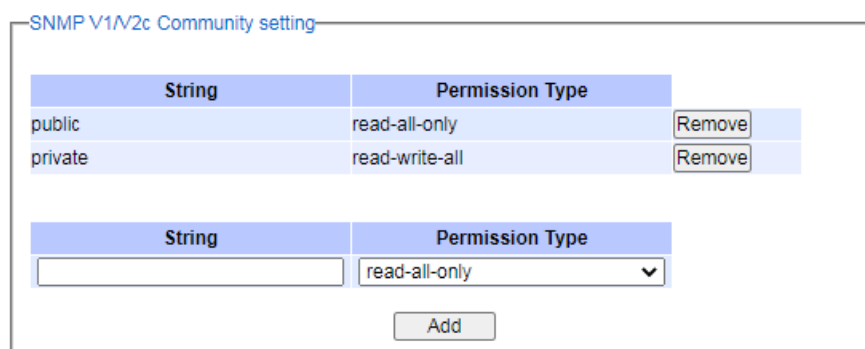 SNMP V1/V2c Community setting
String Permission Type
public read-all-only Remove
private read-write-all Remove
String Permission Type
read-all-only
Add